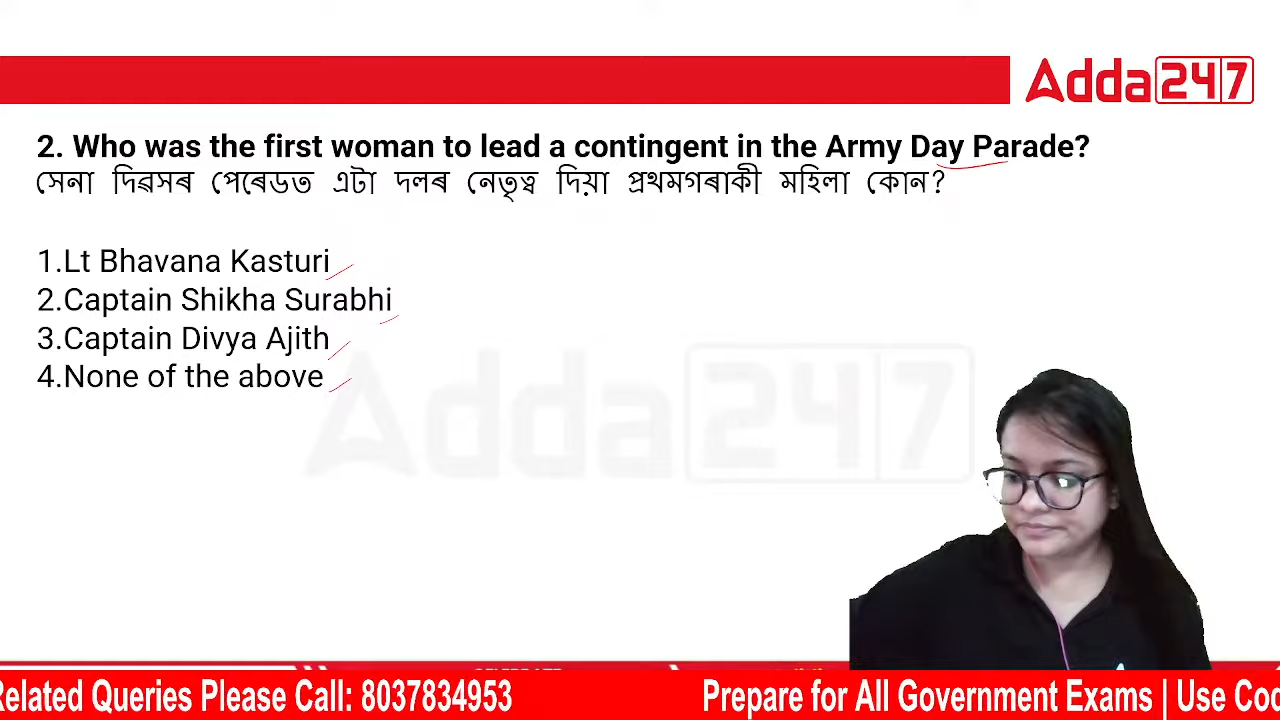 Adda247
2. Who was the first woman to lead a contingent in the Army Day Parade?
সেনা দিৱসৰ পেৰেডত এটা দলৰ নেতৃত্ব দিয়া প্ৰথমগৰাকী মহিলা কোন?
1.Lt Bhavana Kasturi
2.Captain Shikha Surabhi
3.Captain Divya Ajith
4.None of the above
Adda247
Related Queries Please Call: 8037834953 Prepare for All Government Exams | Use